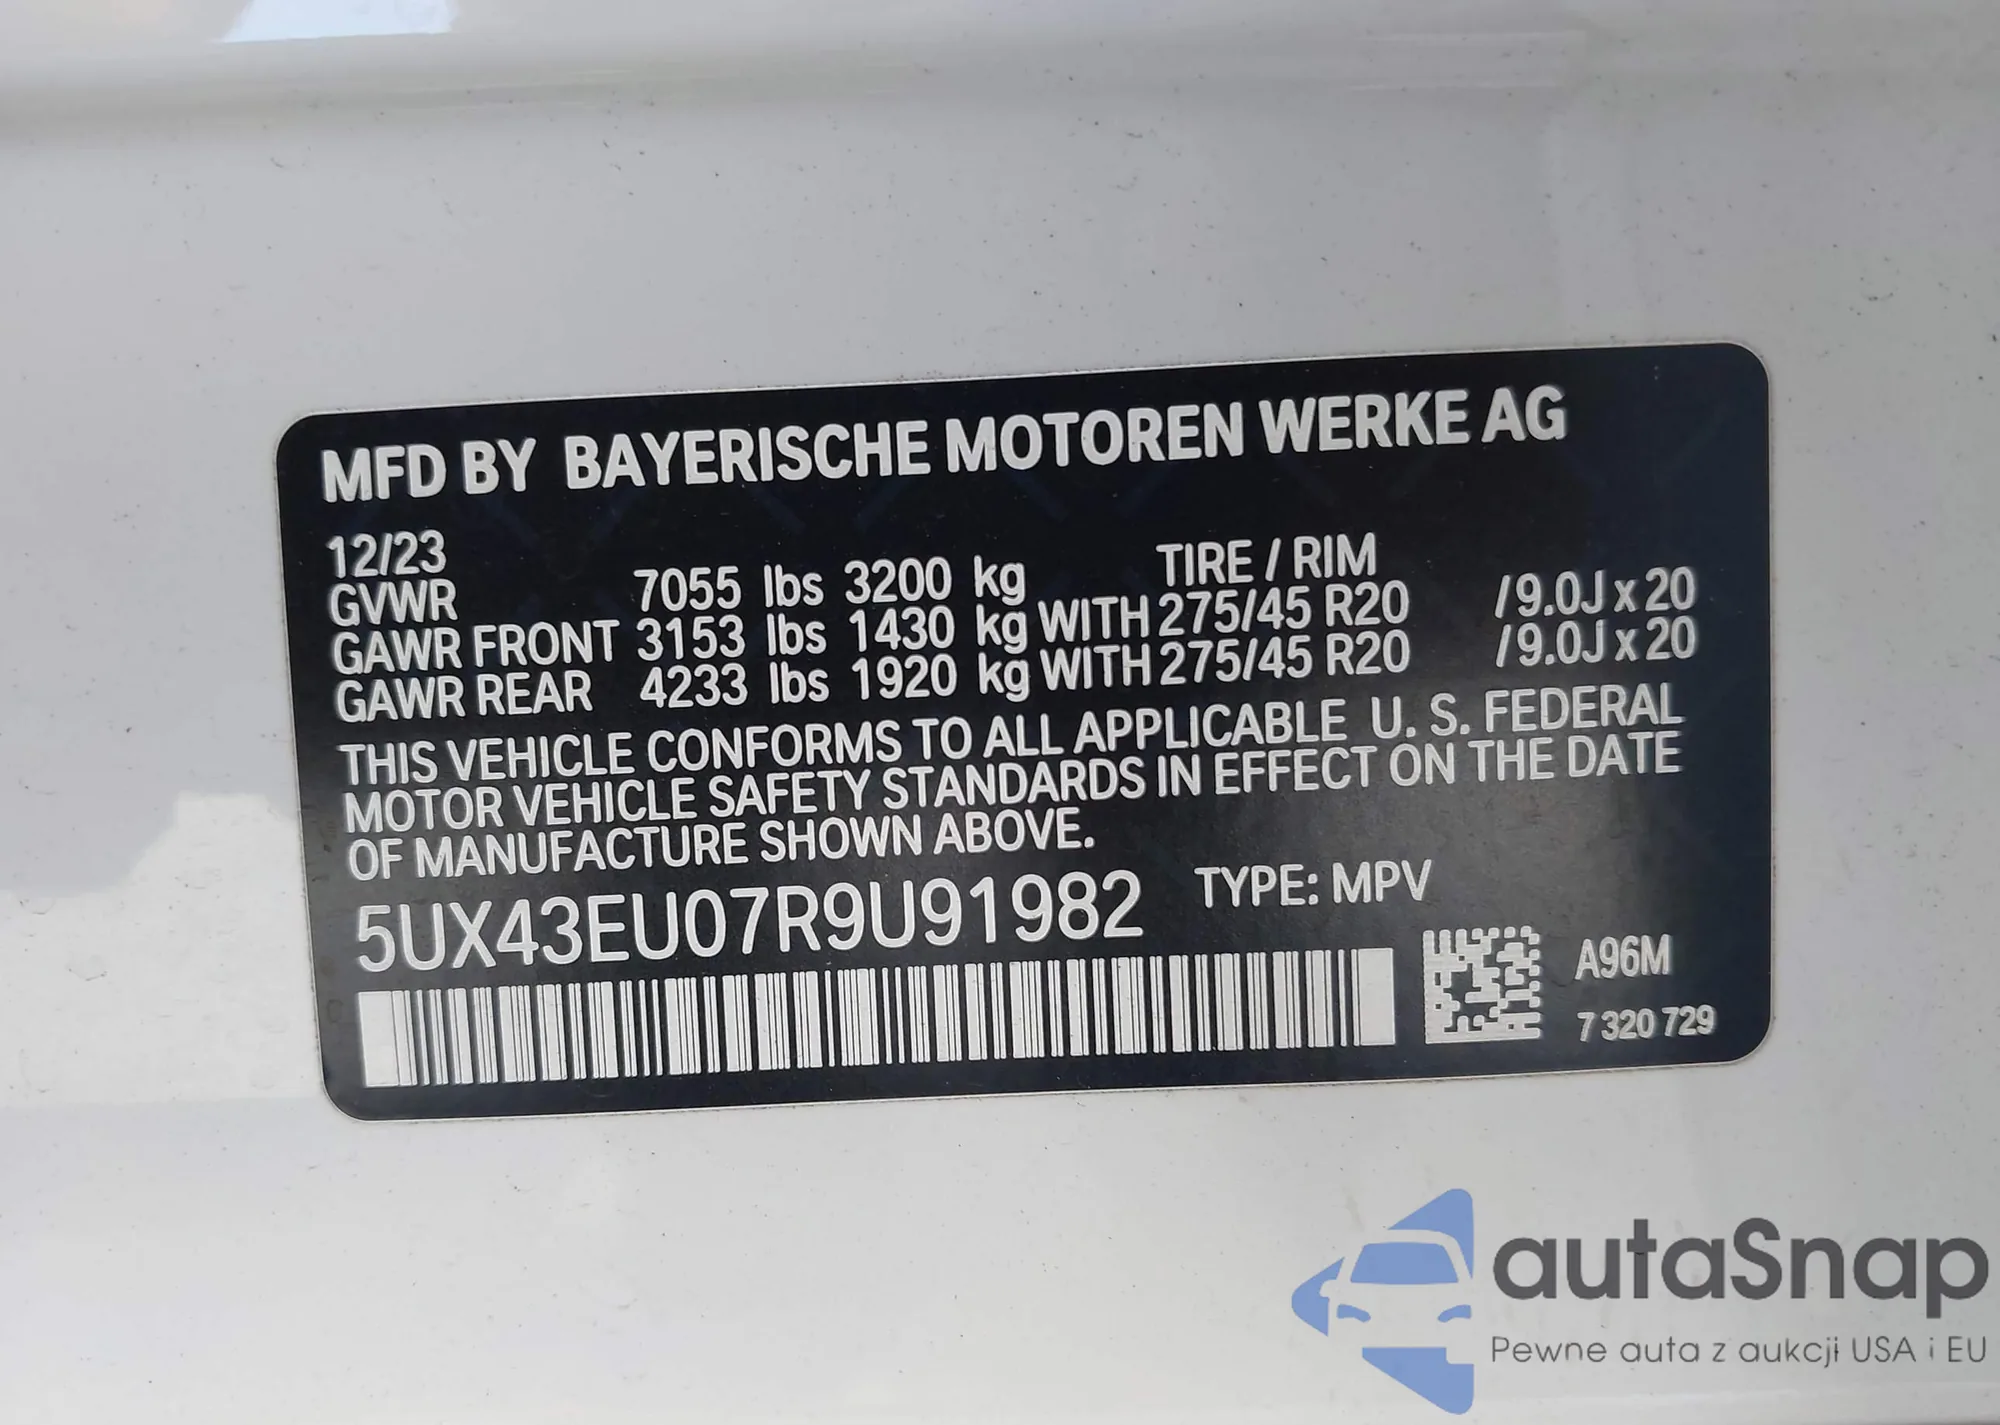 MFD BY BAYERISCHE MOTOREN WERKE AG
12/23
TIRE / RIM
GVWR 7055 lbs 3200 kg
GAWR FRONT 3153 lbs 1430 kg WITH 275/45 R20 / 9.0J x 20
GAWR REAR 4233 lbs 1920 kg WITH 275/45 R20 / 9.0J x 20
THIS VEHICLE CONFORMS TO ALL APPLICABLE U. S. FEDERAL
MOTOR VEHICLE SAFETY STANDARDS IN EFFECT ON THE DATE
OF MANUFACTURE SHOWN ABOVE.
5UX43EU07R9U91982 TYPE: MPV
A96M
7 320 729
autaSnap
Pewne auta z aukcji USA i EU